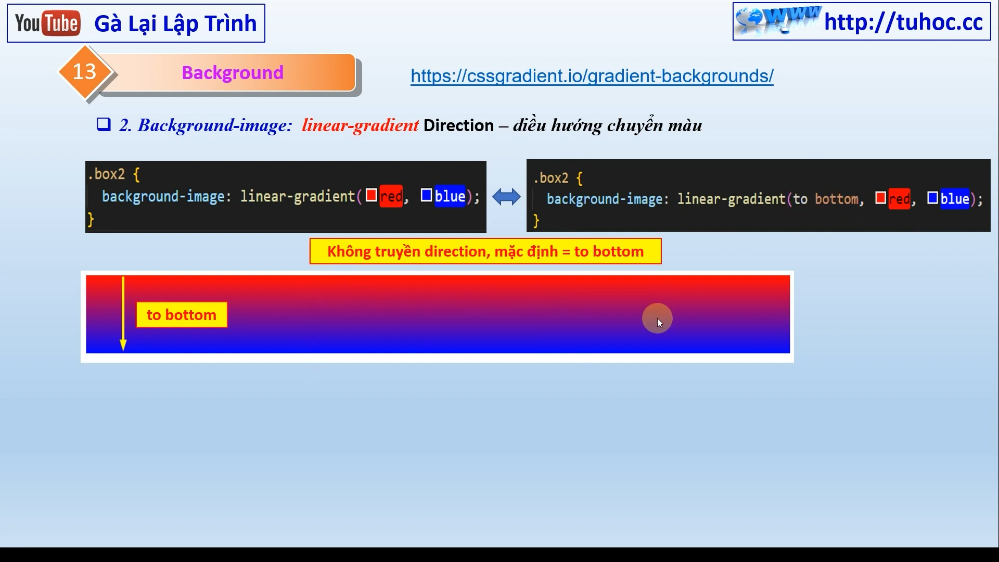 YouTube Gà Lại Lập Trình
WWW http://tuhoc.cc
13 Background
https://cssgradient.io/gradient-backgrounds/
2. Background-image: linear-gradient Direction – diều hướng chuyển màu
.box2 {
background-image: linear-gradient(red, blue);
}
.box2 {
background-image: linear-gradient(to bottom, red, blue);
}
Không truyền direction, mặc định = to bottom
to bottom